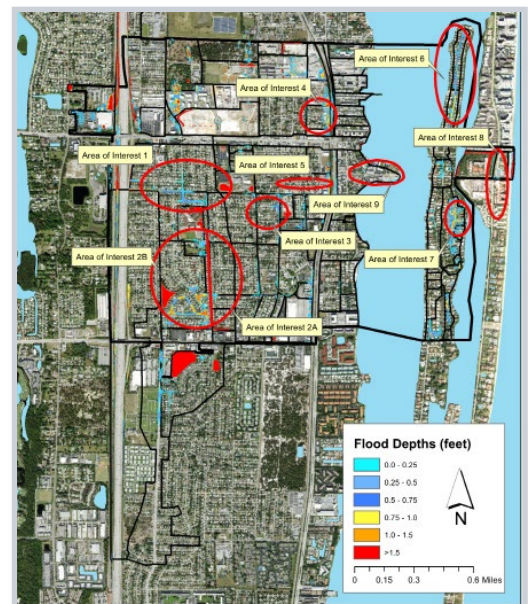 Area of Interest 6
Area of Interest 4
Area of Interest 8
Area of Interest 1
Area of Interest 5
Area of Interest 9
Area of Interest 3
Area of Interest 2B
Area of Interest 7
Area of Interest 2A
Flood Depths (feet)
0.0 - 0.25
0.25 - 0.5
0.5 - 0.75
0.75 - 1.0
1.0 - 1.5
>1.5
N
0 0.15 0.3 0.6 Miles